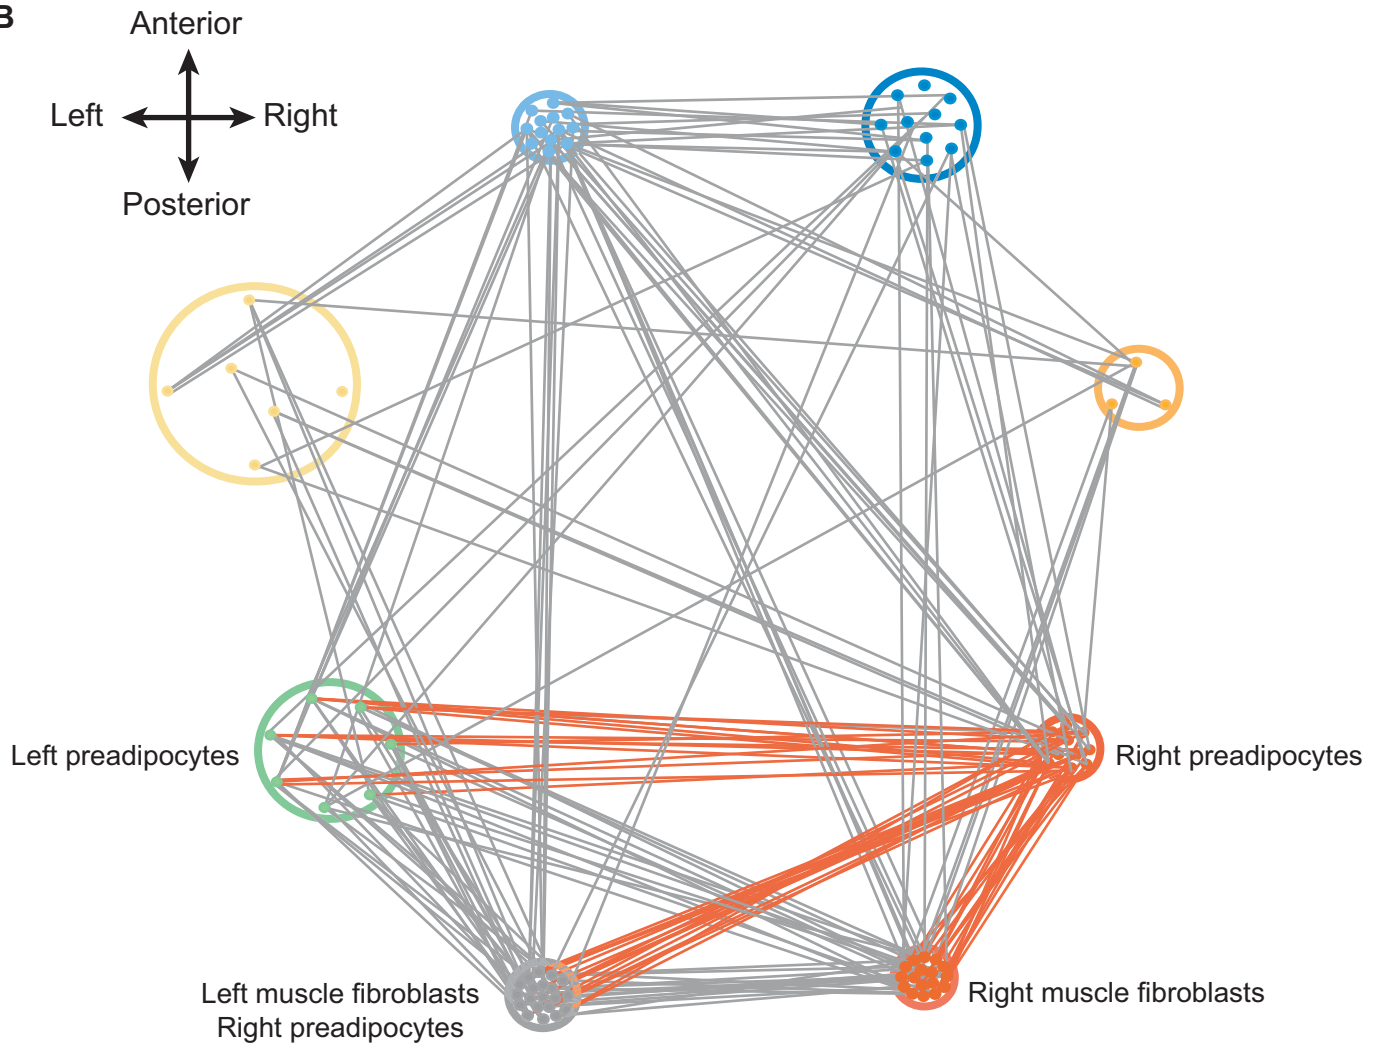 B
Anterior
Left
Right
Posterior
Left preadipocytes
Right preadipocytes
Left muscle fibroblasts
Right preadipocytes
Right muscle fibroblasts